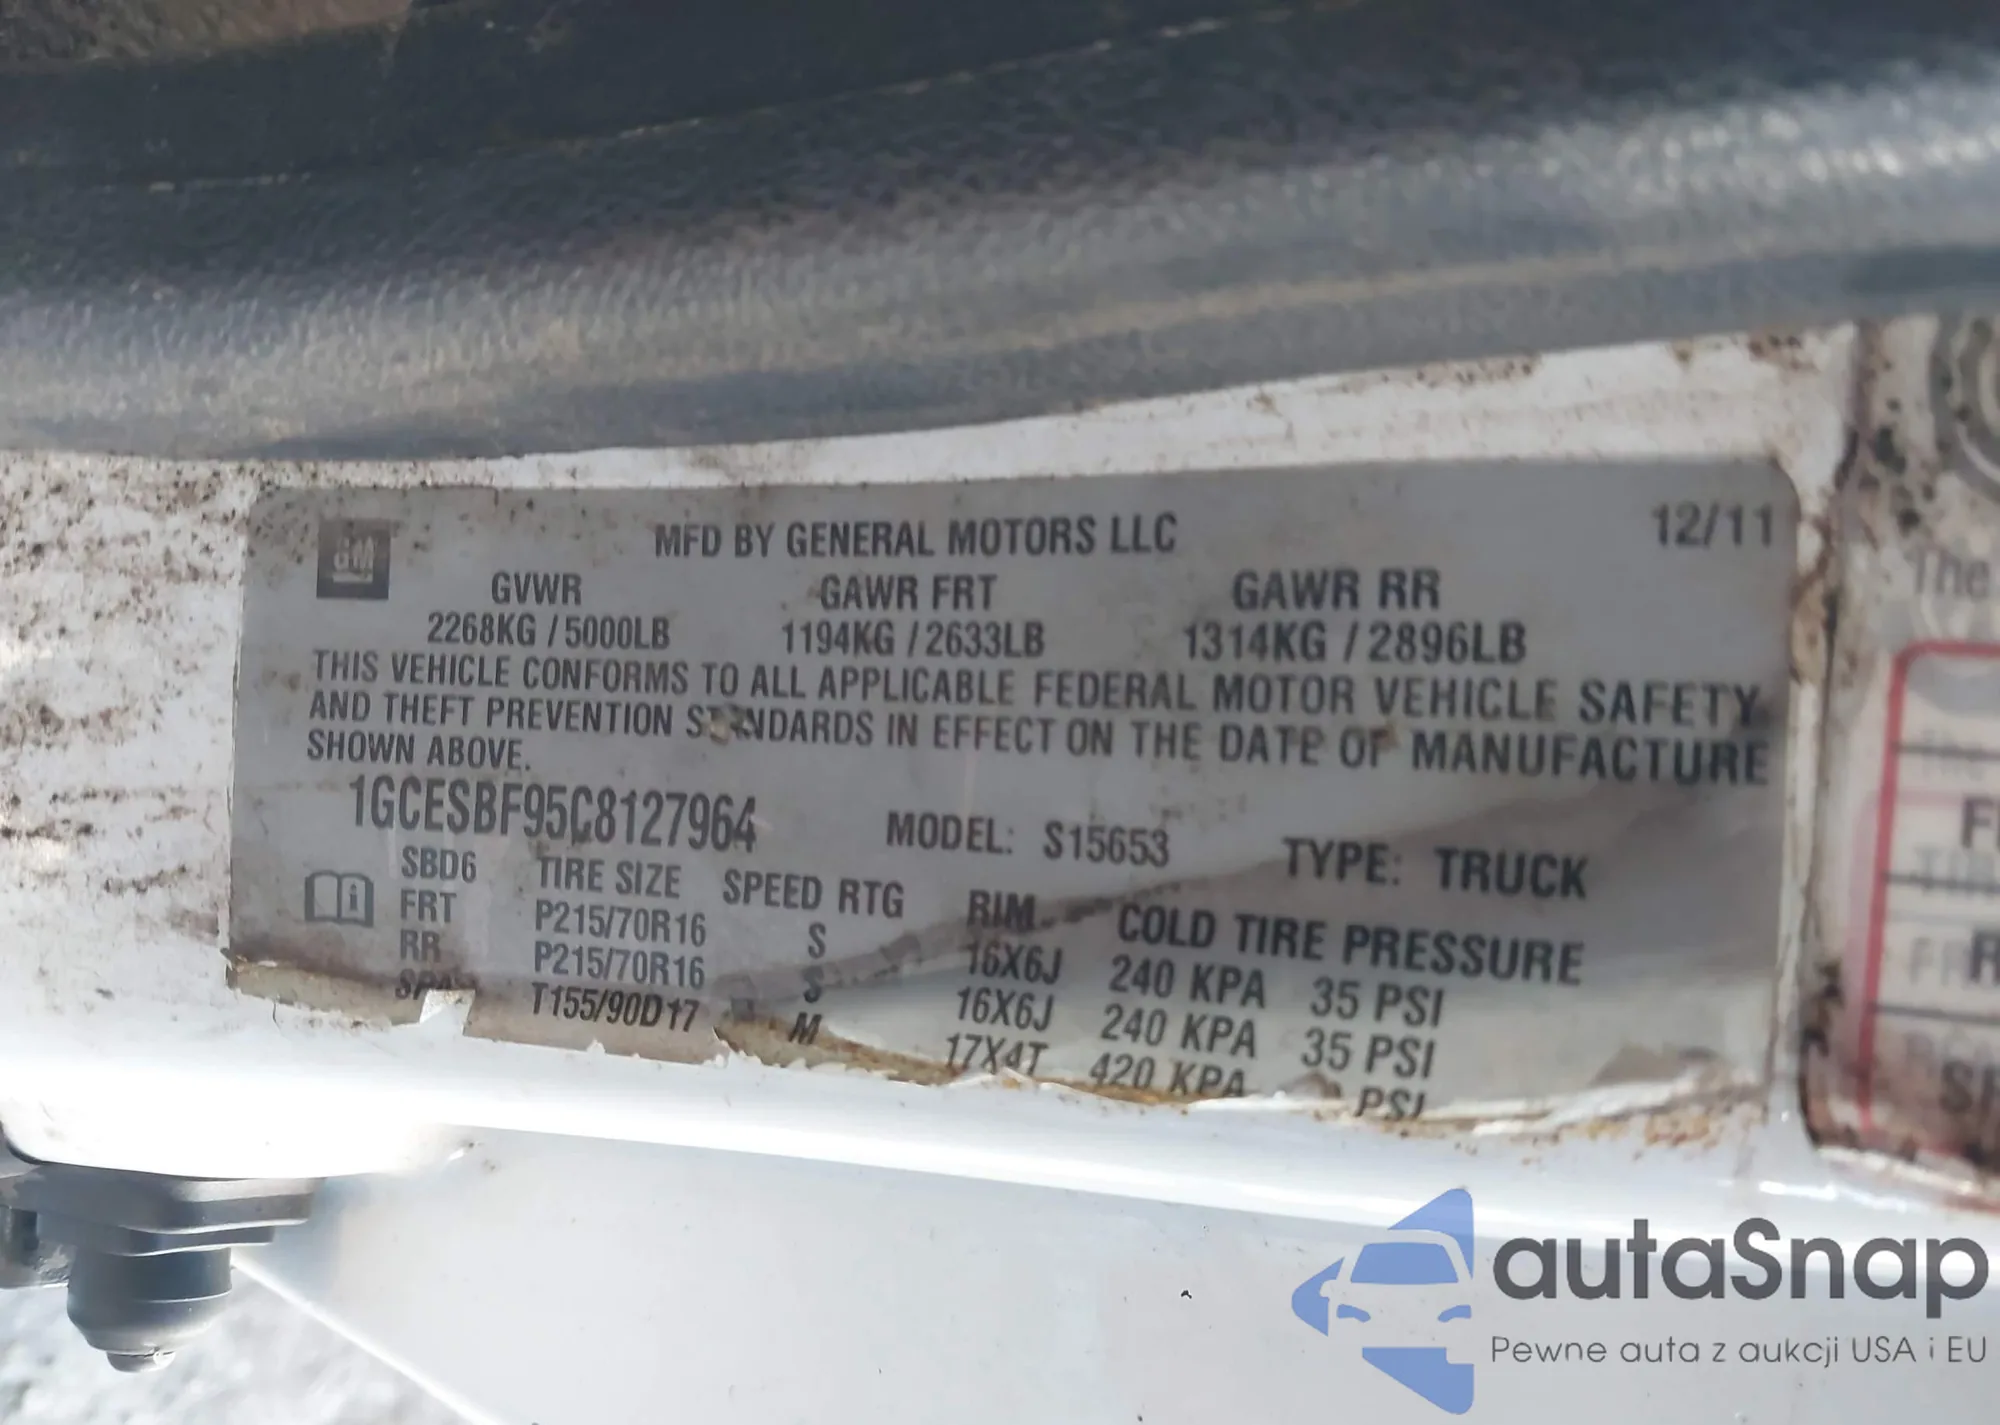 GM
MFD BY GENERAL MOTORS LLC 12/11
GVWR GAWR FRT GAWR RR
2268KG / 5000LB 1194KG / 2633LB 1314KG / 2896LB
THIS VEHICLE CONFORMS TO ALL APPLICABLE FEDERAL MOTOR VEHICLE SAFETY
AND THEFT PREVENTION STANDARDS IN EFFECT ON THE DATE OF MANUFACTURE
SHOWN ABOVE.
1GCESBF95C8127964 MODEL: S15653 TYPE: TRUCK
SBD6 TIRE SIZE SPEED RTG RIM COLD TIRE PRESSURE
FRT P215/70R16 S 16X6J 240 KPA 35 PSI
RR P215/70R16 S 16X6J 240 KPA 35 PSI
T155/90D17 M 17X4T 420 KPA PSI
The
autaSnap
Pewne auta z aukcji USA i EU